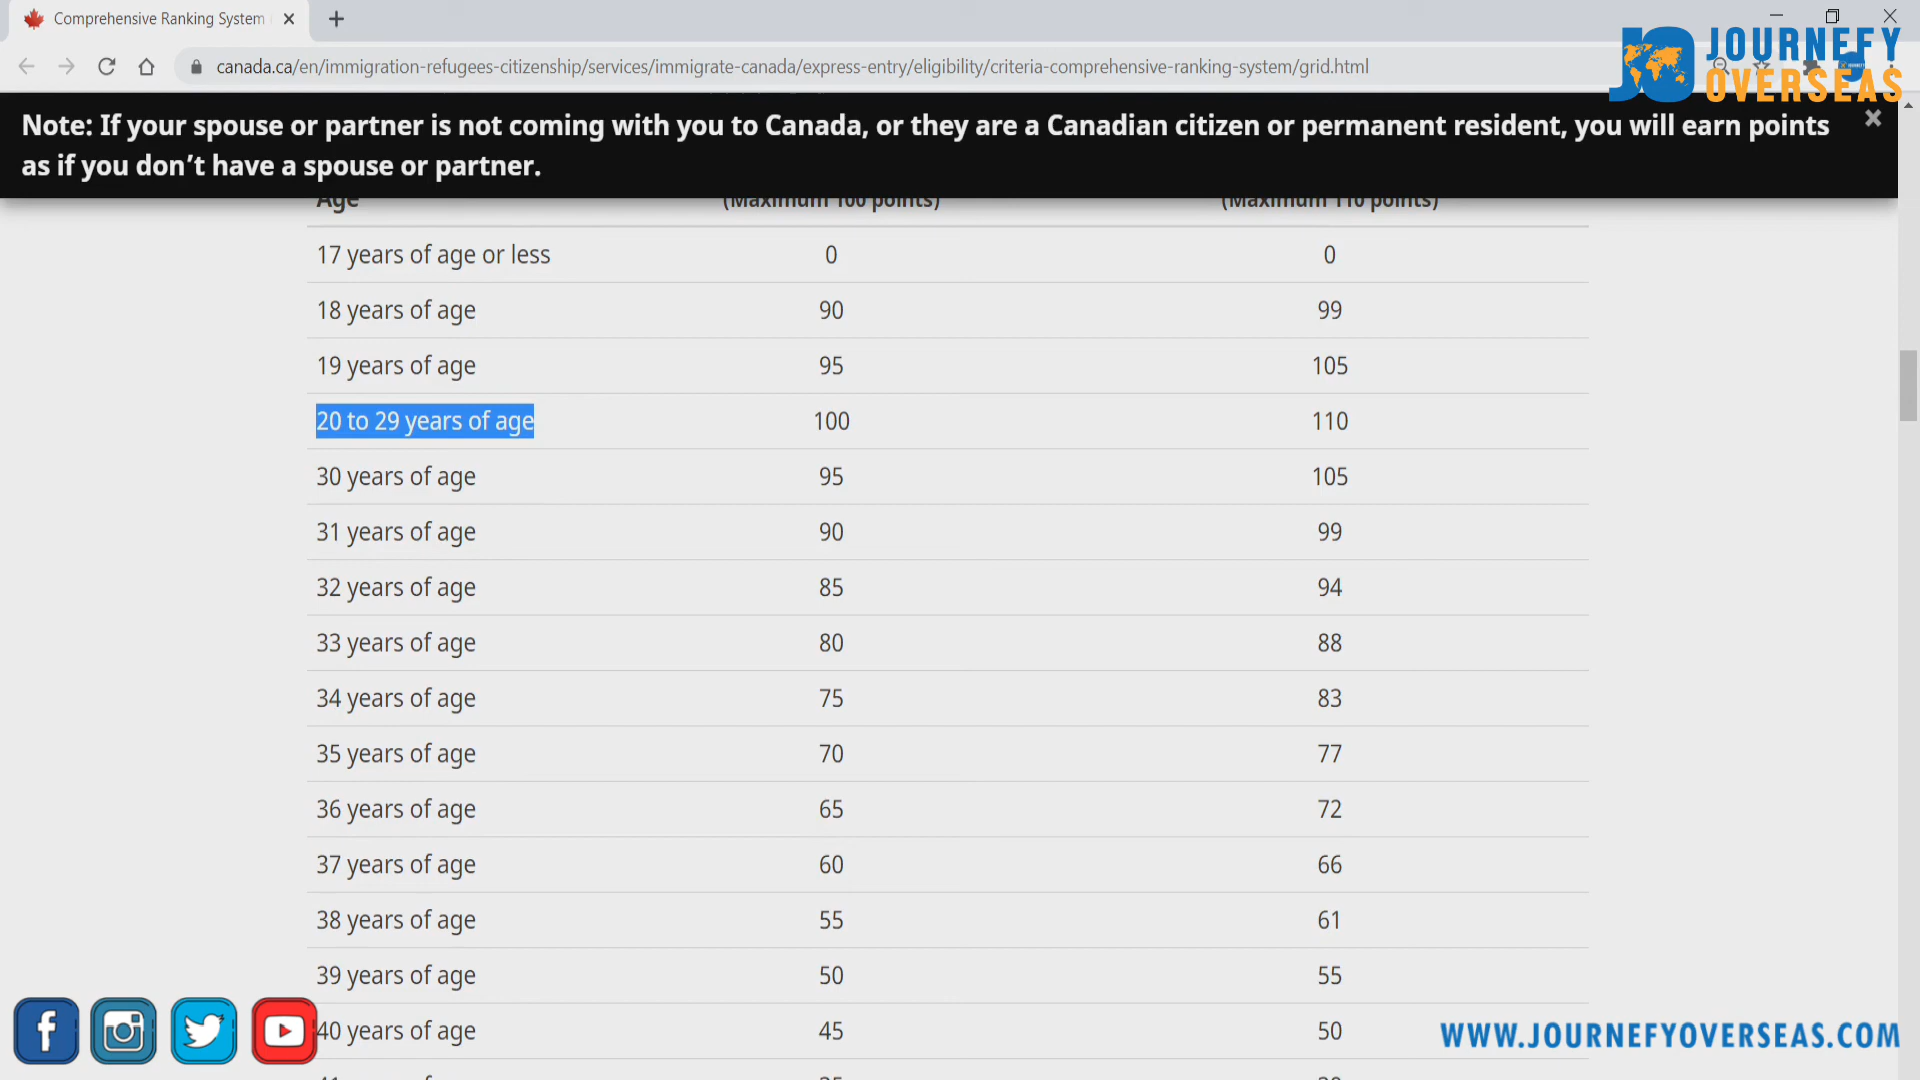 Comprehensive Ranking System
canada.ca/en/immigration-refugees-citizenship/services/immigrate-canada/express-entry/eligibility/criteria-comprehensive-ranking-system/grid.html
JOURNEFY
OVERSEAS
Note: If your spouse or partner is not coming with you to Canada, or they are a Canadian citizen or permanent resident, you will earn points
as if you don’t have a spouse or partner.
Age (Maximum 100 points) (Maximum 110 points)
17 years of age or less 0 0
18 years of age 90 99
19 years of age 95 105
20 to 29 years of age 100 110
30 years of age 95 105
31 years of age 90 99
32 years of age 85 94
33 years of age 80 88
34 years of age 75 83
35 years of age 70 77
36 years of age 65 72
37 years of age 60 66
38 years of age 55 61
39 years of age 50 55
40 years of age 45 50
WWW.JOURNEFYOVERSEAS.COM